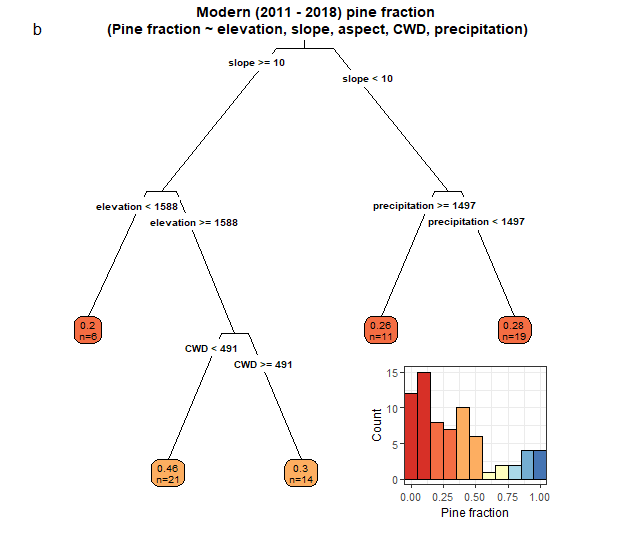 Modern (2011 - 2018) pine fraction
b
(Pine fraction ~ elevation, slope, aspect, CWD, precipitation)
slope >= 10
slope < 10
elevation < 1588
precipitation >= 1497
elevation >= 1588
precipitation < 1497
0.2
n=6
0.26
n=11
0.28
n=19
CWD < 491
CWD >= 491
0.46
n=21
0.3
n=14
15
10
5
0
Count
0.00 0.25 0.50 0.75 1.00
Pine fraction